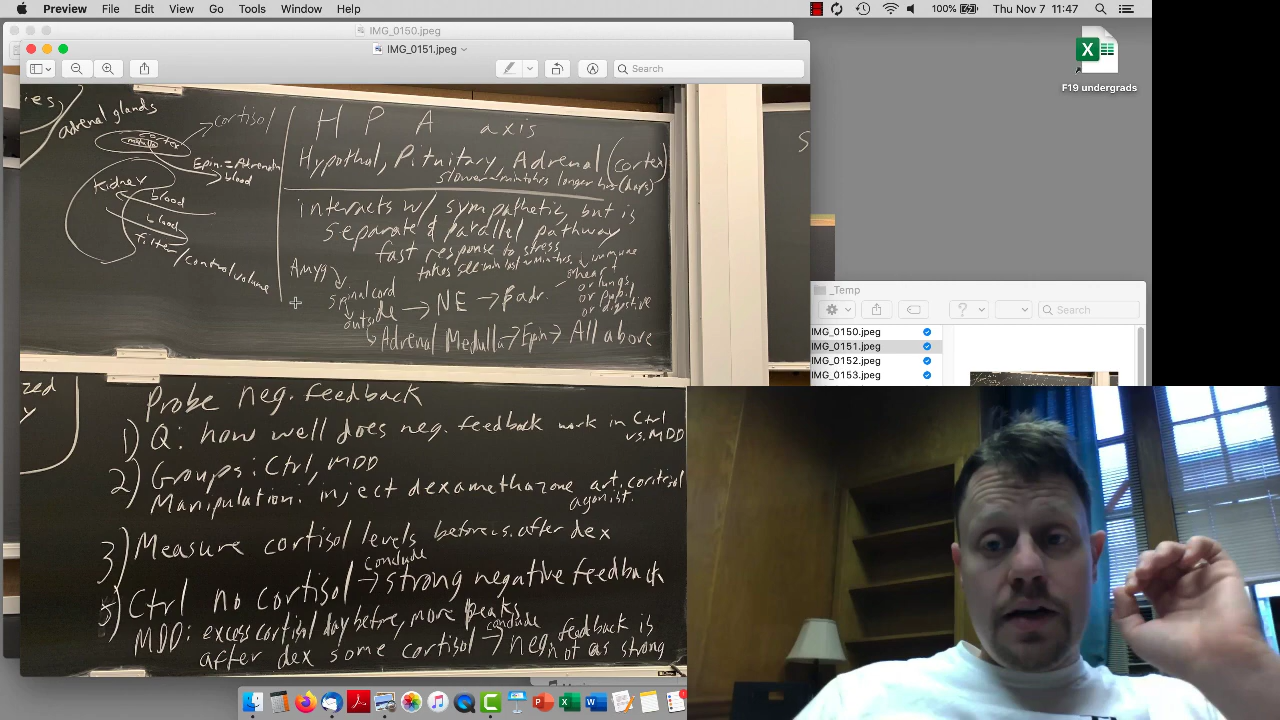 Preview File Edit View Go Tools Window Help
100% Thu Nov 7 11:47
IMG_0150.jpeg
IMG_0151.jpeg
Search
F19 undergrads
adrenal glands
cortex
medulla
cortisol
Epin. = Adrenalin
blood
Kidney
blood
blood
filter/control volume
H P A axis
Hypothal, Pituitary, Adrenal (cortex)
interacts w/ sympathetic, but is
separate & parallel pathway
fast response to stress
immune
heart
or lungs
or pupil
or digestive
Amyg
spinal cord
outside
→ NE → β adr.
Adrenal Medulla → Epin → All above
zed
y
Probe neg. feedback
1) Q: how well does neg. feedback work in Ctrl
vs. MDD
2) Groups: Ctrl, MDD
Manipulation: inject dexamethazone art. cortisol
agonist.
3) Measure cortisol levels before vs. after dex
conclude
5) Ctrl no cortisol → strong negative feedback
MDD: excess cortisol day before, more peaks
conclude
after dex some cortisol → neg. feedback is
not as strong
_Temp
Search
IMG_0150.jpeg
IMG_0151.jpeg
IMG_0152.jpeg
IMG_0153.jpeg